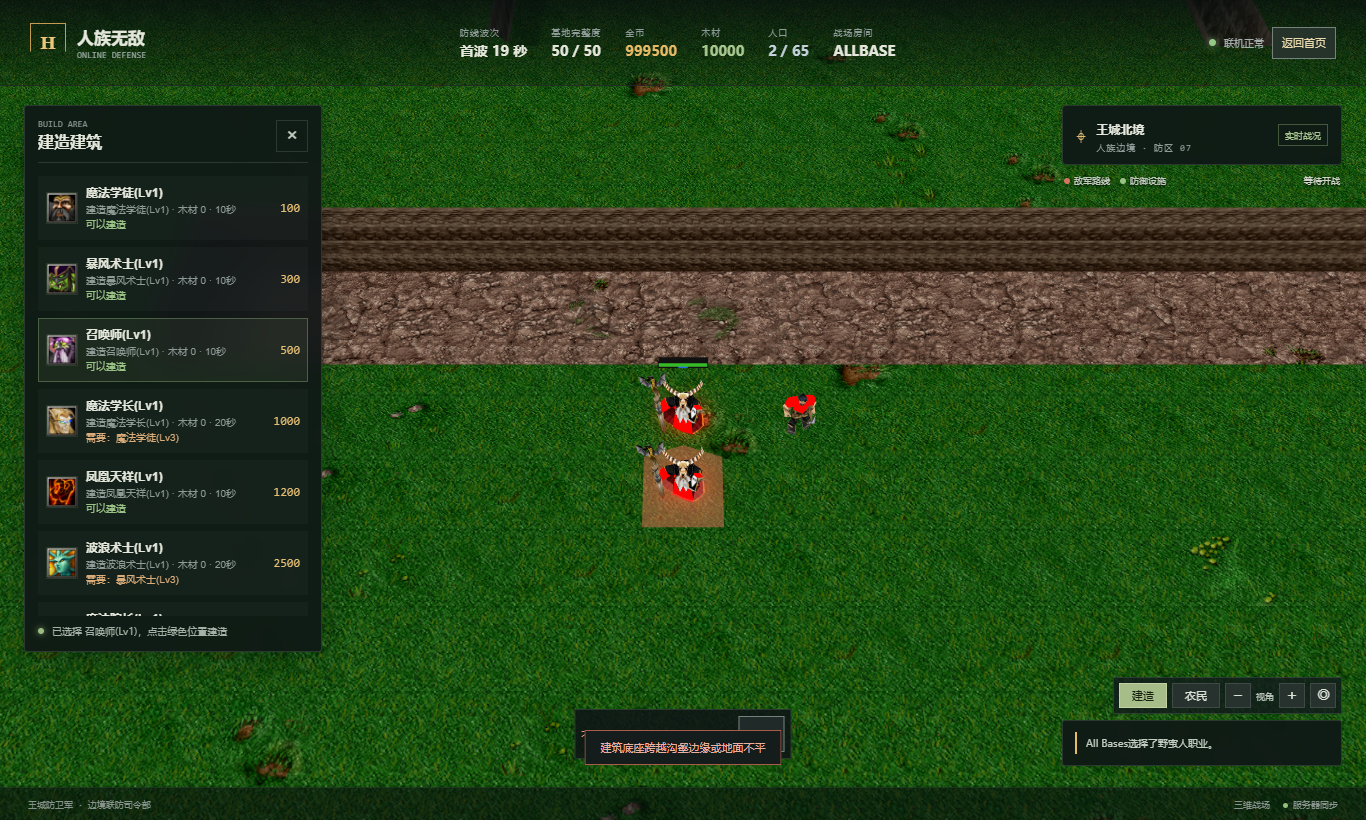 H
人族无敌
ONLINE DEFENSE
防线波次
首波 19 秒
基地完整度
50 / 50
金币
999500
木材
10000
人口
2 / 65
战场房间
ALLBASE
联机正常
返回首页
BUILD AREA
建造建筑
×
魔法学徒(Lv1)
建造魔法学徒(Lv1) · 木材 0 · 10秒
可以建造
100
暴风术士(Lv1)
建造暴风术士(Lv1) · 木材 0 · 10秒
可以建造
300
召唤师(Lv1)
建造召唤师(Lv1) · 木材 0 · 10秒
可以建造
500
魔法学长(Lv1)
建造魔法学长(Lv1) · 木材 0 · 20秒
需要：魔法学徒(Lv3)
1000
凤凰天祥(Lv1)
建造凤凰天祥(Lv1) · 木材 0 · 10秒
可以建造
1200
波浪术士(Lv1)
建造波浪术士(Lv1) · 木材 0 · 20秒
需要：暴风术士(Lv3)
2500
已选择 召唤师(Lv1)，点击绿色位置建造
王城北境
人族边境 · 防区 07
实时战况
敌军路线
防御设施
等待开战
建造
农民
−
视角
+
◎
建筑底座跨越沟壑边缘或地面不平
All Bases选择了野蛮人职业。
王城防卫军 · 边境联防司令部
三维战场
服务器同步